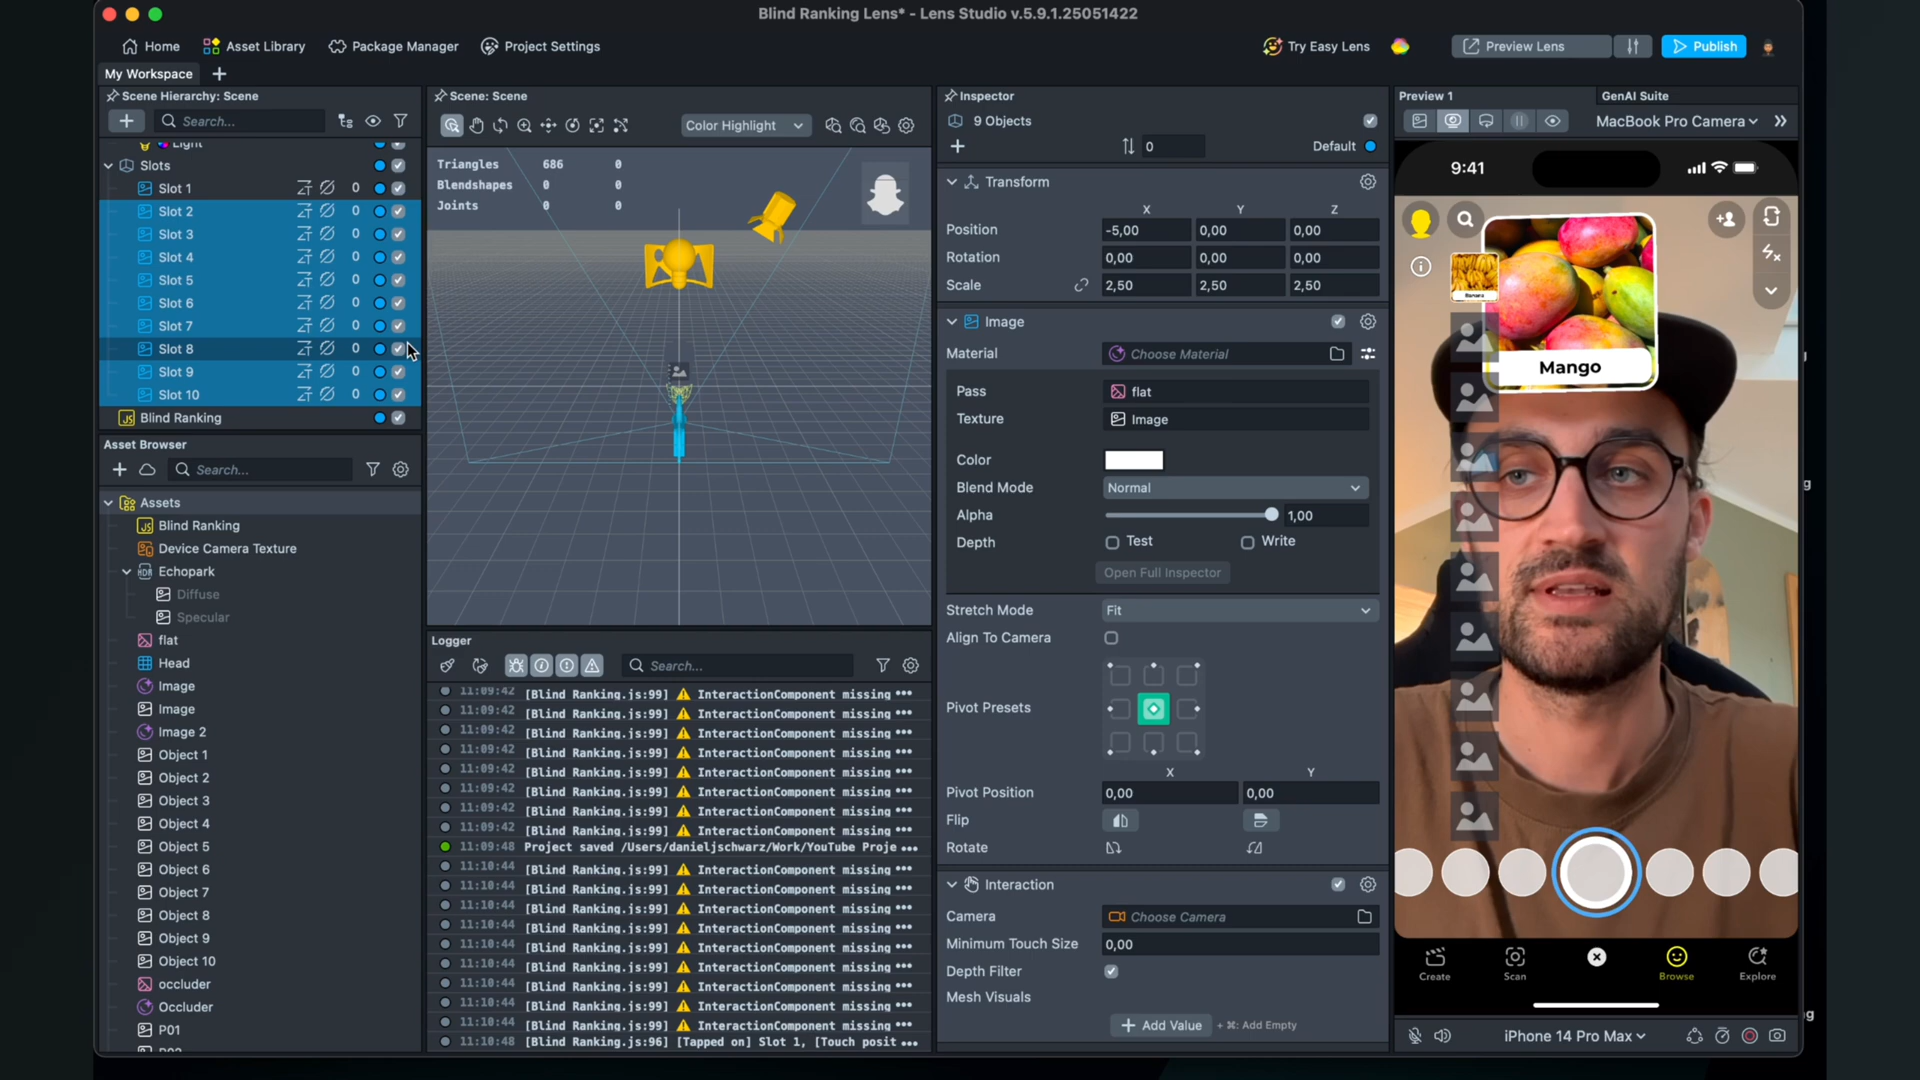 Blind Ranking Lens* - Lens Studio v.5.9.1.25051422
Home
Asset Library
Package Manager
Project Settings
Try Easy Lens
Preview Lens
Publish
My Workspace
Scene Hierarchy: Scene
Search...
Light
Slots
Slot 1 0
Slot 2 0
Slot 3 0
Slot 4 0
Slot 5 0
Slot 6 0
Slot 7 0
Slot 8 0
Slot 9 0
Slot 10 0
Blind Ranking
Asset Browser
Search...
Assets
Blind Ranking
Device Camera Texture
Echopark
Diffuse
Specular
flat
Head
Image
Image
Image 2
Object 1
Object 2
Object 3
Object 4
Object 5
Object 6
Object 7
Object 8
Object 9
Object 10
occluder
Occluder
P01
Scene: Scene
Color Highlight
Triangles 686 0
Blendshapes 0 0
Joints 0 0
Logger
Search...
11:09:42 [Blind Ranking.js:99] InteractionComponent missing
11:09:42 [Blind Ranking.js:99] InteractionComponent missing
11:09:42 [Blind Ranking.js:99] InteractionComponent missing
11:09:42 [Blind Ranking.js:99] InteractionComponent missing
11:09:42 [Blind Ranking.js:99] InteractionComponent missing
11:09:42 [Blind Ranking.js:99] InteractionComponent missing
11:09:42 [Blind Ranking.js:99] InteractionComponent missing
11:09:42 [Blind Ranking.js:99] InteractionComponent missing
11:09:48 Project saved /Users/danieljschwarz/Work/YouTube Proje
11:10:44 [Blind Ranking.js:99] InteractionComponent missing
11:10:44 [Blind Ranking.js:99] InteractionComponent missing
11:10:44 [Blind Ranking.js:99] InteractionComponent missing
11:10:44 [Blind Ranking.js:99] InteractionComponent missing
11:10:44 [Blind Ranking.js:99] InteractionComponent missing
11:10:44 [Blind Ranking.js:99] InteractionComponent missing
11:10:44 [Blind Ranking.js:99] InteractionComponent missing
11:10:44 [Blind Ranking.js:99] InteractionComponent missing
11:10:44 [Blind Ranking.js:99] InteractionComponent missing
11:10:48 [Blind Ranking.js:96] [Tapped on] Slot 1, [Touch posit
Inspector
9 Objects
0
Default
Transform
X Y Z
Position -5,00 0,00 0,00
Rotation 0,00 0,00 0,00
Scale 2,50 2,50 2,50
Image
Material Choose Material
Pass flat
Texture Image
Color
Blend Mode Normal
Alpha 1,00
Depth Test Write
Open Full Inspector
Stretch Mode Fit
Align To Camera
Pivot Presets
X Y
Pivot Position 0,00 0,00
Flip
Rotate
Interaction
Camera Choose Camera
Minimum Touch Size 0,00
Depth Filter
Mesh Visuals
Add Value + ⌘: Add Empty
Preview 1
GenAI Suite
MacBook Pro Camera
9:41
Banana
Mango
Create
Scan
Browse
Explore
iPhone 14 Pro Max